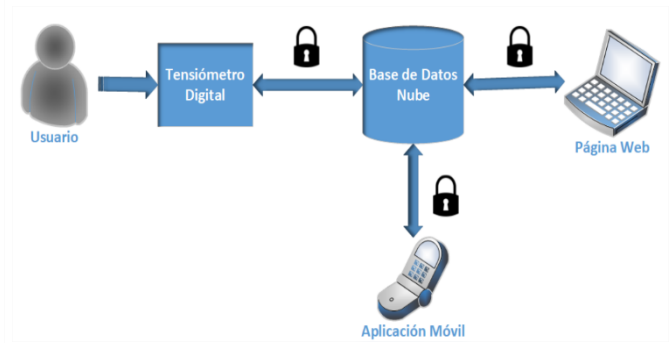 Usuario
Tensiómetro
Digital
Base de Datos
Nube
Página Web
Aplicación Móvil